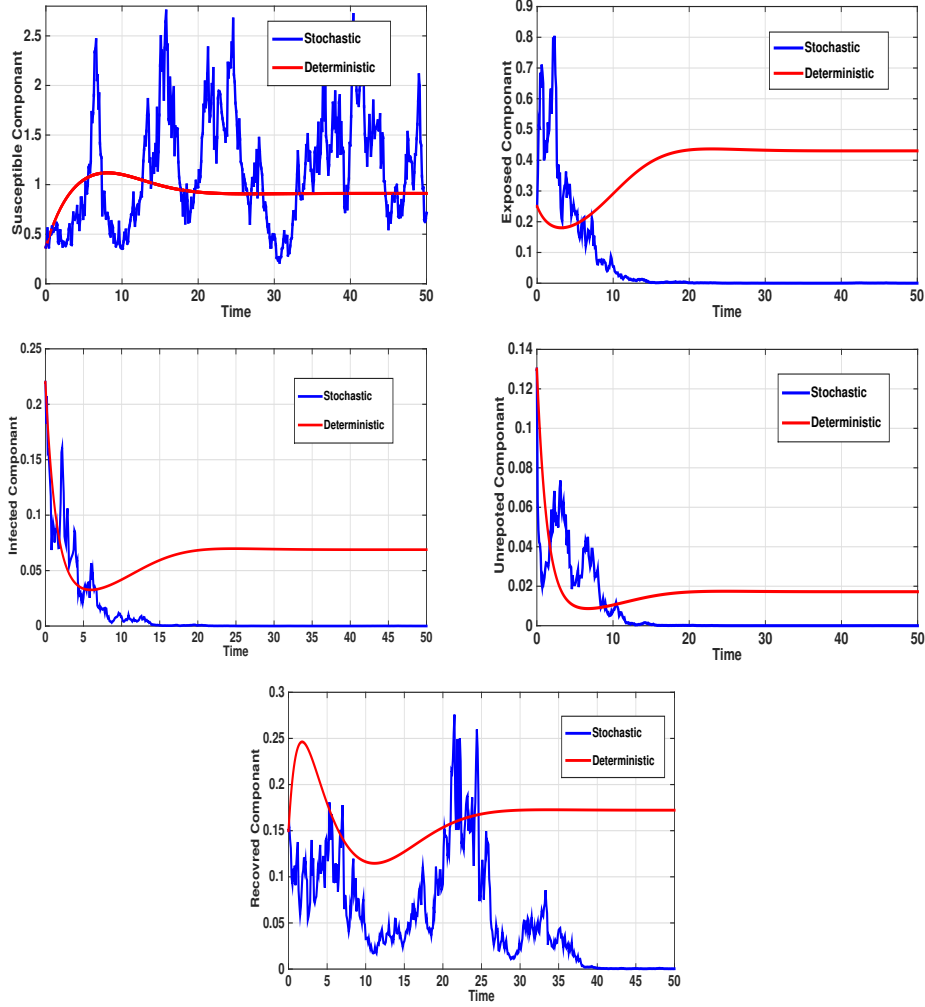 Susceptible Component
2.5
2
1.5
1
0.5
0
0 10 20 30 40 50
Time
Stochastic
Deterministic
Exposed Componant
0.9
0.8
0.7
0.6
0.5
0.4
0.3
0.2
0.1
0
0 10 20 30 40 50
Time
Stochastic
Deterministic
Infected Componant
0.25
0.2
0.15
0.1
0.05
0
0 5 10 15 20 25 30 35 40 45 50
Time
Stochastic
Deterministic
Unrepoted Componant
0.14
0.12
0.1
0.08
0.06
0.04
0.02
0
0 10 20 30 40 50
Time
Stochastic
Deterministic
Recovred Componant
0.3
0.25
0.2
0.15
0.1
0.05
0
0 5 10 15 20 25 30 35 40 45 50
Time
Stochastic
Deterministic